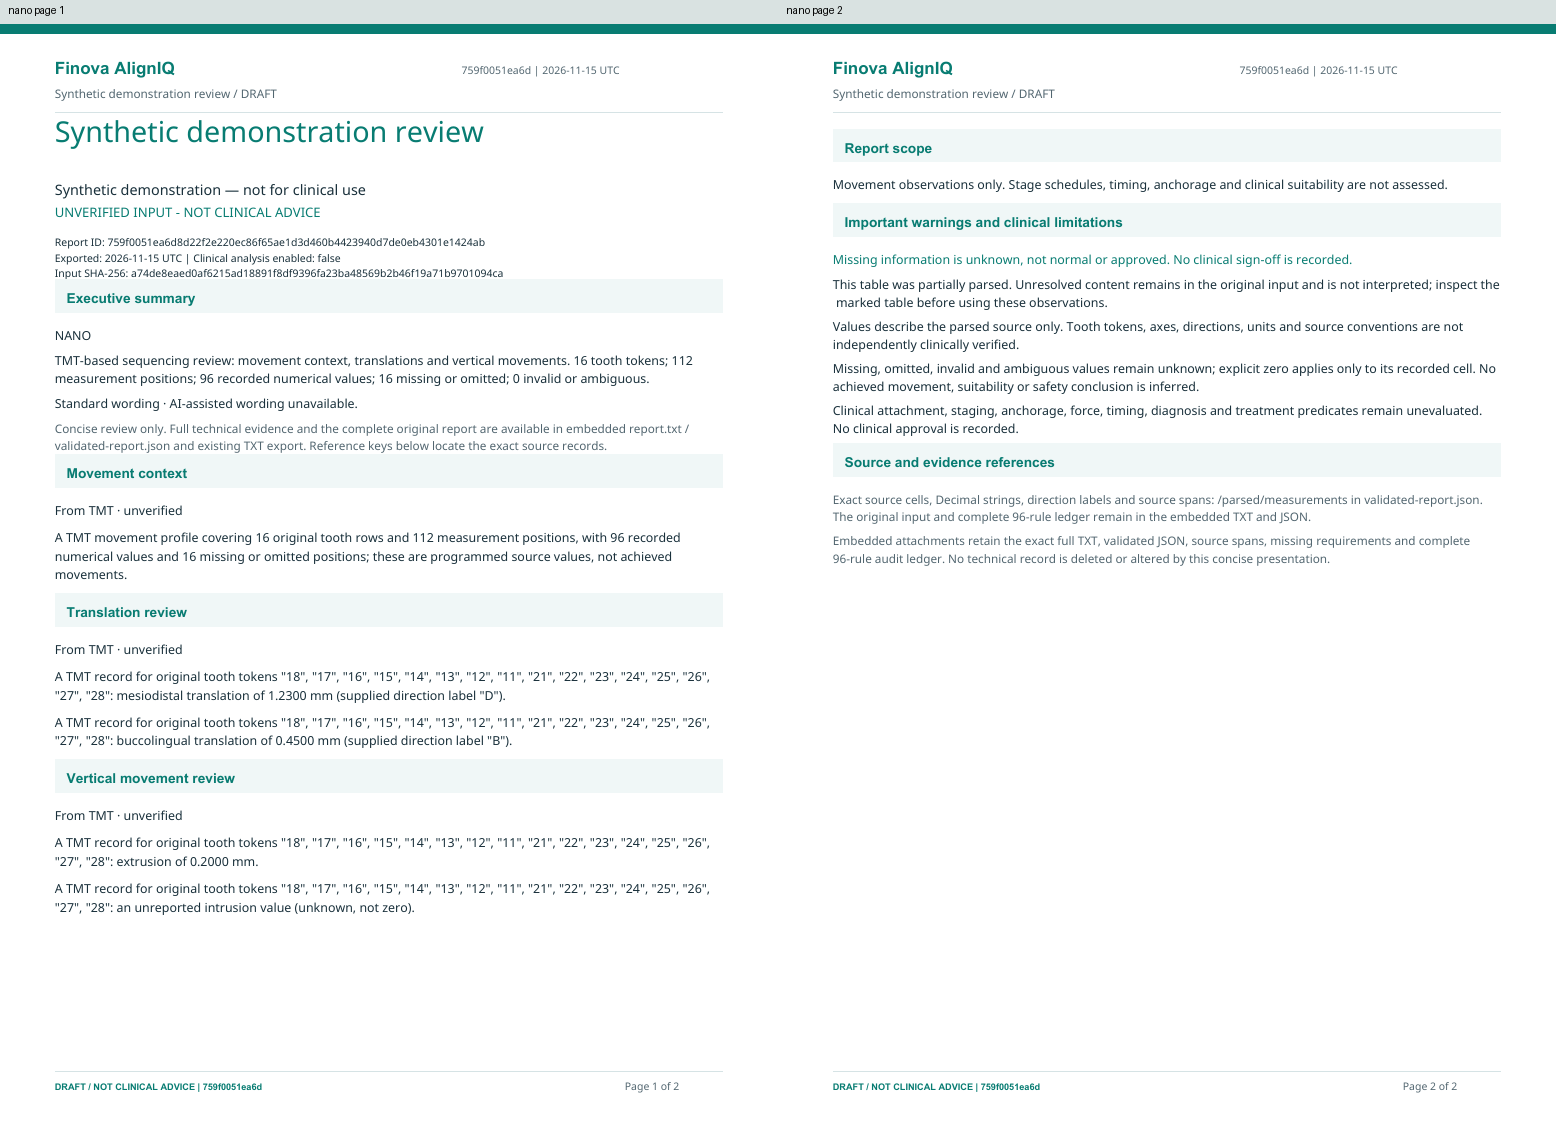 nano page 1
Finova AlignIQ
759f0051ea6d | 2026-11-15 UTC
Synthetic demonstration review / DRAFT
Synthetic demonstration review
Synthetic demonstration — not for clinical use
UNVERIFIED INPUT - NOT CLINICAL ADVICE
Report ID: 759f0051ea6d8d22f2e220ec86f65ae1d3d460b4423940d7de0eb4301e1424ab
Exported: 2026-11-15 UTC | Clinical analysis enabled: false
Input SHA-256: a74de8eaed0af6215ad18891f8df9396fa23ba48569b2b46f19a71b9701094ca
Executive summary
NANO
TMT-based sequencing review: movement context, translations and vertical movements. 16 tooth tokens; 112
measurement positions; 96 recorded numerical values; 16 missing or omitted; 0 invalid or ambiguous.
Standard wording · AI-assisted wording unavailable.
Concise review only. Full technical evidence and the complete original report are available in embedded report.txt /
validated-report.json and existing TXT export. Reference keys below locate the exact source records.
Movement context
From TMT · unverified
A TMT movement profile covering 16 original tooth rows and 112 measurement positions, with 96 recorded
numerical values and 16 missing or omitted positions; these are programmed source values, not achieved
movements.
Translation review
From TMT · unverified
A TMT record for original tooth tokens "18", "17", "16", "15", "14", "13", "12", "11", "21", "22", "23", "24", "25", "26",
"27", "28": mesiodistal translation of 1.2300 mm (supplied direction label "D").
A TMT record for original tooth tokens "18", "17", "16", "15", "14", "13", "12", "11", "21", "22", "23", "24", "25", "26",
"27", "28": buccolingual translation of 0.4500 mm (supplied direction label "B").
Vertical movement review
From TMT · unverified
A TMT record for original tooth tokens "18", "17", "16", "15", "14", "13", "12", "11", "21", "22", "23", "24", "25", "26",
"27", "28": extrusion of 0.2000 mm.
A TMT record for original tooth tokens "18", "17", "16", "15", "14", "13", "12", "11", "21", "22", "23", "24", "25", "26",
"27", "28": an unreported intrusion value (unknown, not zero).
DRAFT / NOT CLINICAL ADVICE | 759f0051ea6d
Page 1 of 2
nano page 2
Finova AlignIQ
759f0051ea6d | 2026-11-15 UTC
Synthetic demonstration review / DRAFT
Report scope
Movement observations only. Stage schedules, timing, anchorage and clinical suitability are not assessed.
Important warnings and clinical limitations
Missing information is unknown, not normal or approved. No clinical sign-off is recorded.
This table was partially parsed. Unresolved content remains in the original input and is not interpreted; inspect the
marked table before using these observations.
Values describe the parsed source only. Tooth tokens, axes, directions, units and source conventions are not
independently clinically verified.
Missing, omitted, invalid and ambiguous values remain unknown; explicit zero applies only to its recorded cell. No
achieved movement, suitability or safety conclusion is inferred.
Clinical attachment, staging, anchorage, force, timing, diagnosis and treatment predicates remain unevaluated.
No clinical approval is recorded.
Source and evidence references
Exact source cells, Decimal strings, direction labels and source spans: /parsed/measurements in validated-report.json.
The original input and complete 96-rule ledger remain in the embedded TXT and JSON.
Embedded attachments retain the exact full TXT, validated JSON, source spans, missing requirements and complete
96-rule audit ledger. No technical record is deleted or altered by this concise presentation.
DRAFT / NOT CLINICAL ADVICE | 759f0051ea6d
Page 2 of 2